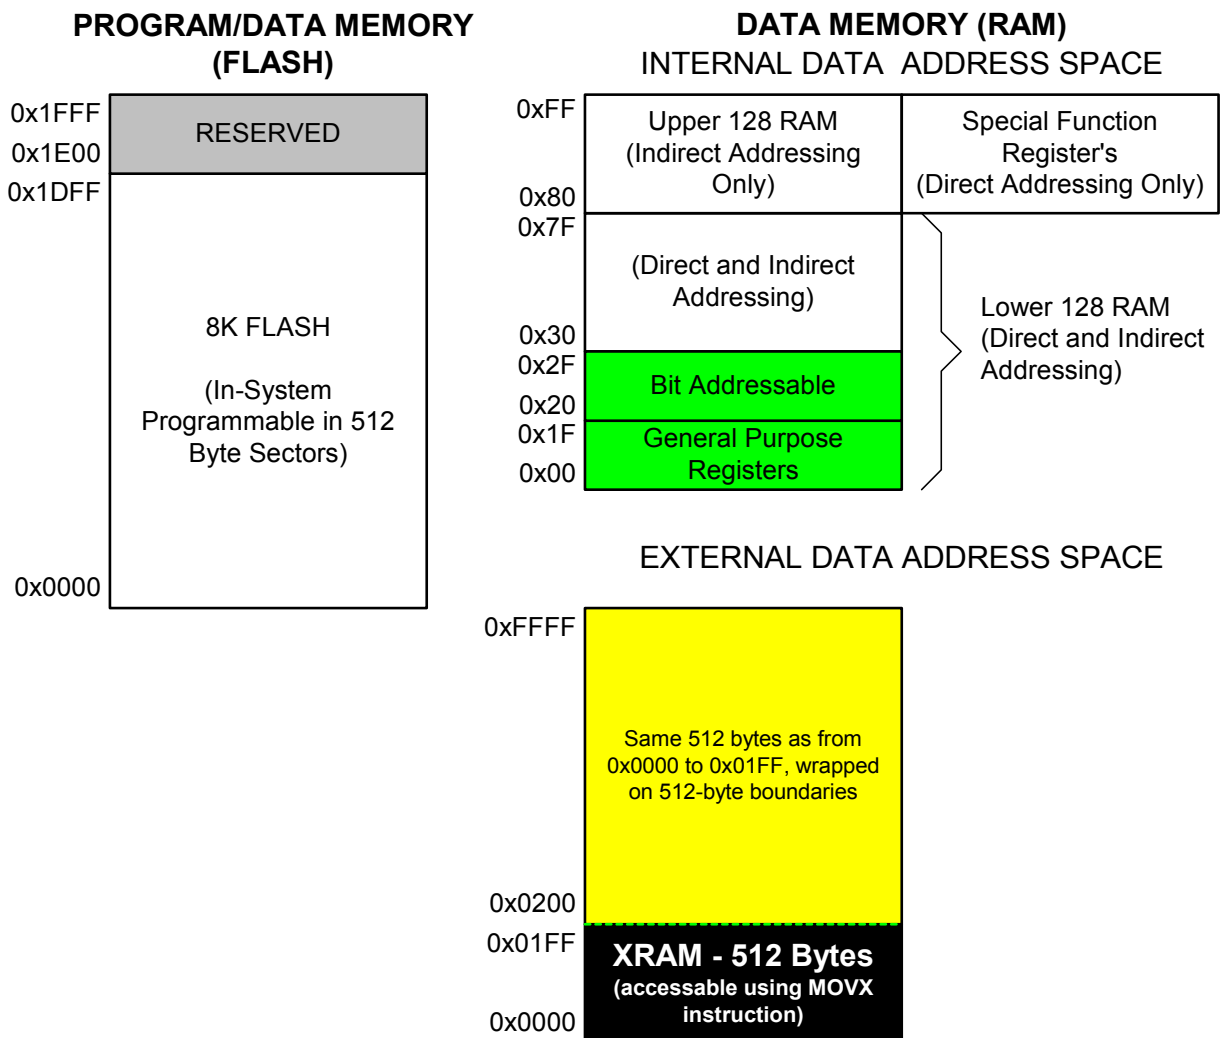 PROGRAM/DATA MEMORY
(FLASH)
0x1FFF
RESERVED
0x1E00
0x1DFF
8K FLASH
(In-System
Programmable in 512
Byte Sectors)
0x0000
DATA MEMORY (RAM)
INTERNAL DATA ADDRESS SPACE
0xFF
Upper 128 RAM
(Indirect Addressing
Only)
0x80
Special Function
Register's
(Direct Addressing Only)
0x7F
(Direct and Indirect
Addressing)
0x30
0x2F
Bit Addressable
0x20
0x1F
General Purpose
Registers
0x00
Lower 128 RAM
(Direct and Indirect
Addressing)
EXTERNAL DATA ADDRESS SPACE
0xFFFF
Same 512 bytes as from
0x0000 to 0x01FF, wrapped
on 512-byte boundaries
0x0200
0x01FF
XRAM - 512 Bytes
(accessable using MOVX
instruction)
0x0000